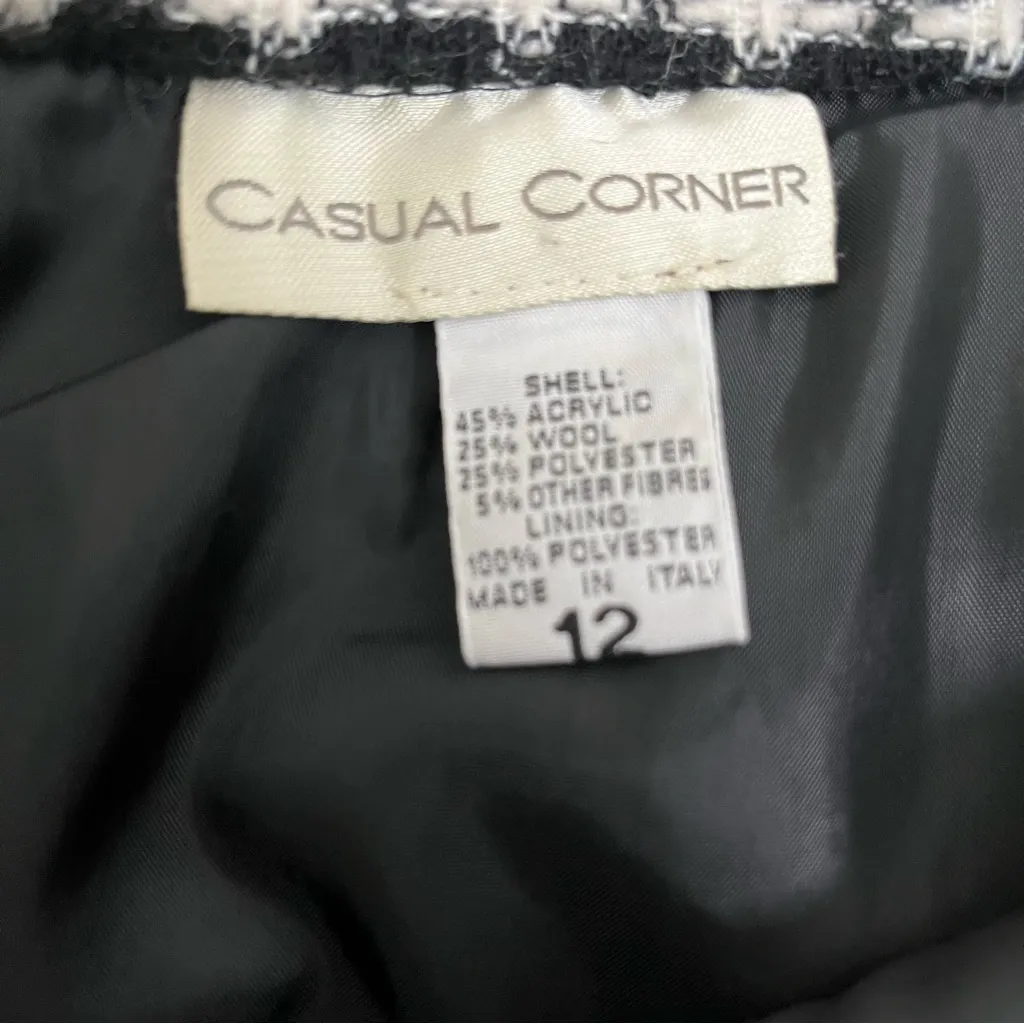 CASUAL CORNER
SHELL:
45% ACRYLIC
25% WOOL
25% POLYESTER
5% OTHER FIBRES
LINING:
100% POLYESTER
MADE IN ITALY
12